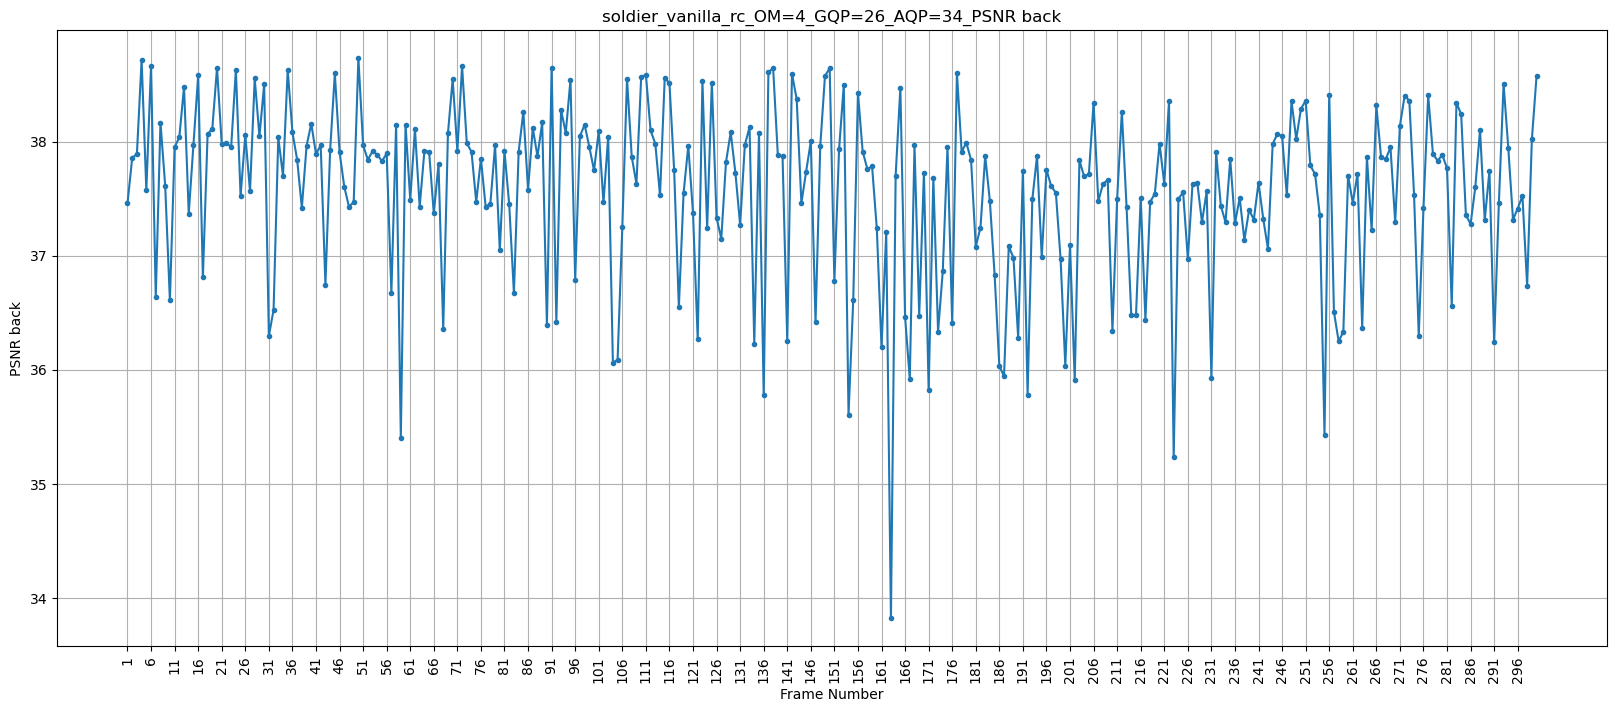 soldier_vanilla_rc_OM=4_GQP=26_AQP=34_PSNR back
PSNR back
38
37
36
35
34
1 6 11 16 21 26 31 36 41 46 51 56 61 66 71 76 81 86 91 96 101 106 111 116 121 126 131 136 141 146 151 156 161 166 171 176 181 186 191 196 201 206 211 216 221 226 231 236 241 246 251 256 261 266 271 276 281 286 291 296
Frame Number